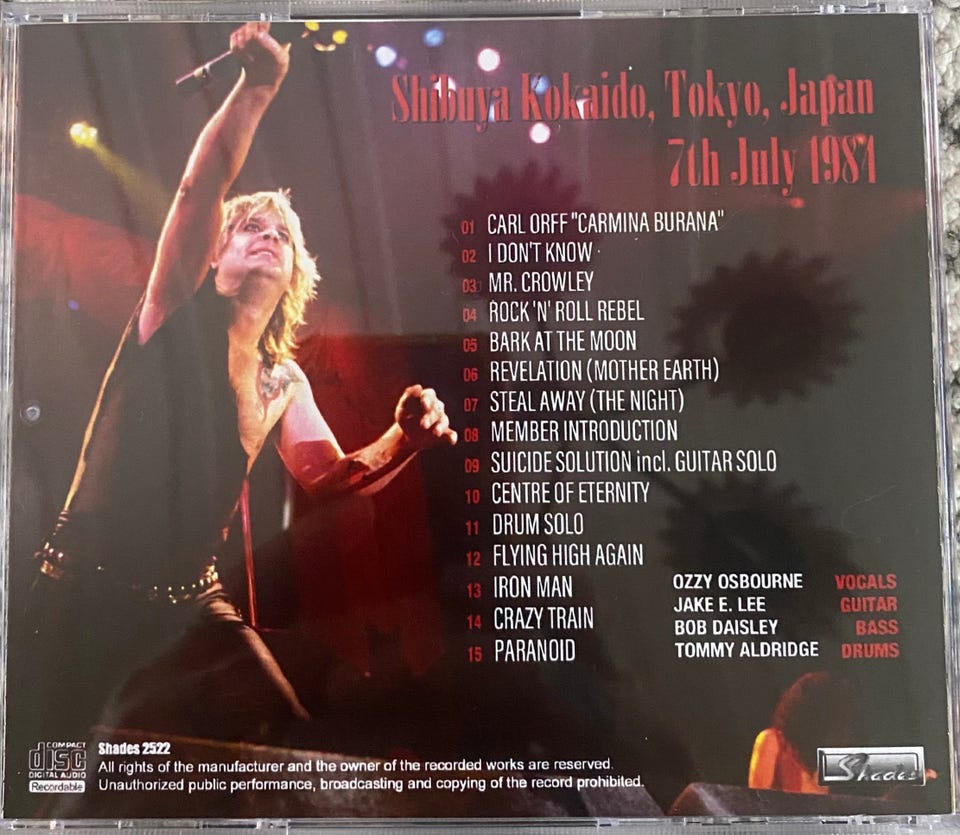 Shibuya Kokaido, Tokyo, Japan
7th July 1984
01 CARL ORFF "CARMINA BURANA"
02 I DON'T KNOW
03 MR. CROWLEY
04 ROCK 'N' ROLL REBEL
05 BARK AT THE MOON
06 REVELATION (MOTHER EARTH)
07 STEAL AWAY (THE NIGHT)
08 MEMBER INTRODUCTION
09 SUICIDE SOLUTION incl. GUITAR SOLO
10 CENTRE OF ETERNITY
11 DRUM SOLO
12 FLYING HIGH AGAIN
13 IRON MAN
14 CRAZY TRAIN
15 PARANOID
OZZY OSBOURNE VOCALS
JAKE E. LEE GUITAR
BOB DAISLEY BASS
TOMMY ALDRIDGE DRUMS
COMPACT
disc
DIGITAL AUDIO
Recordable
Shades 2522
All rights of the manufacturer and the owner of the recorded works are reserved.
Unauthorized public performance, broadcasting and copying of the record prohibited.
Shades